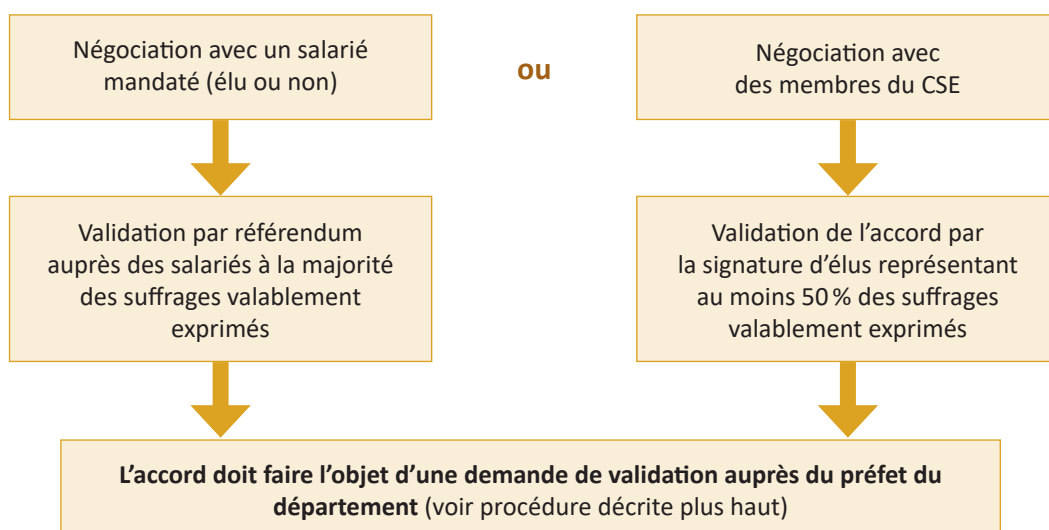 Négociation avec un salarié
mandaté (élu ou non)
ou
Négociation avec
des membres du CSE
Validation par référendum
auprès des salariés à la majorité
des suffrages valablement
exprimés
Validation de l’accord par
la signature d’élus représentant
au moins 50 % des suffrages
valablement exprimés
L’accord doit faire l’objet d’une demande de validation auprès du préfet du
département (voir procédure décrite plus haut)